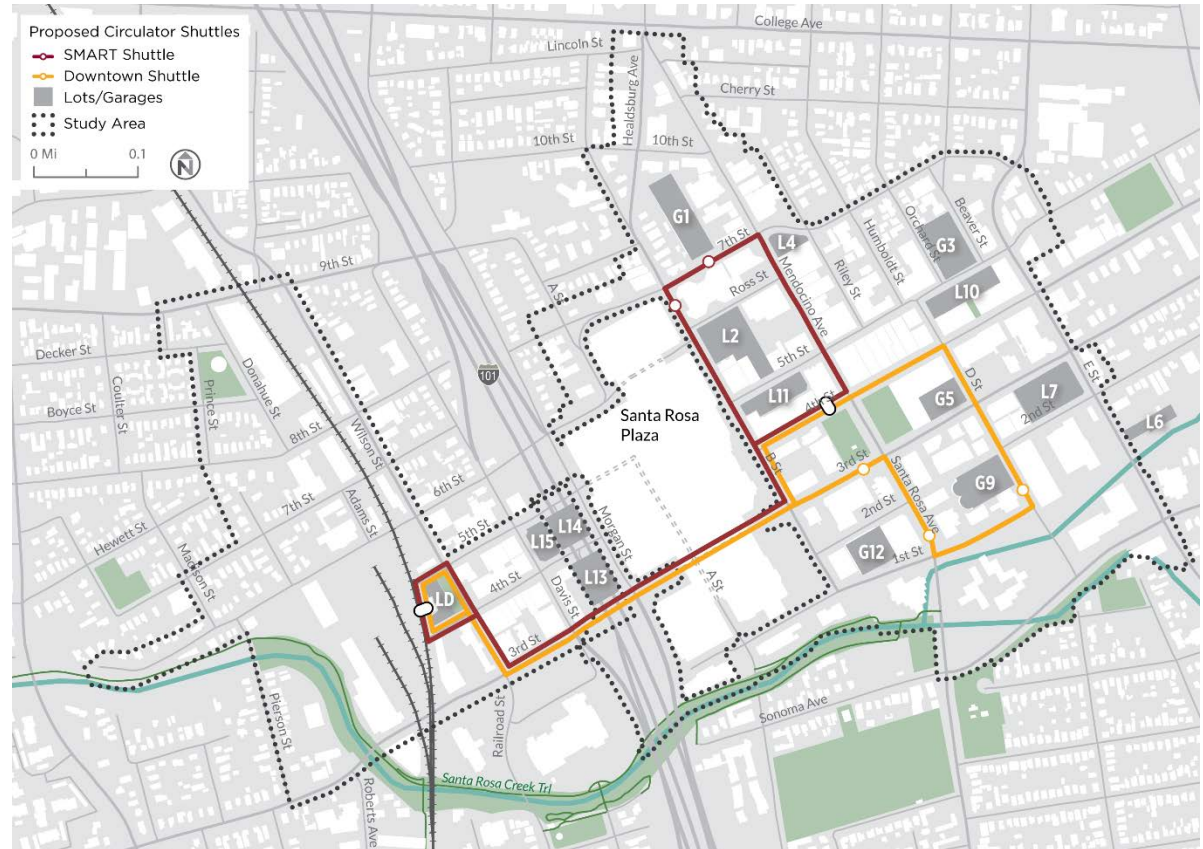 Proposed Circulator Shuttles
SMART Shuttle
Downtown Shuttle
Lots/Garages
Study Area
0 Mi 0.1
N
College Ave
Lincoln St
Healdsburg Ave
Cherry St
10th St
10th St
G1
7th St
L4
Mendocino Ave
Riley St
Humboldt St
Orchard St
G3
Beaver St
L10
9th St
A St
Ross St
L2
5th St
L11
4th St
Decker St
Coulter St
Prince St
Donahue St
Wilson St
101
Boyce St
8th St
Santa Rosa
Plaza
D St
G5
L7
2nd St
E St
L6
6th St
B St
3rd St
Santa Rosa Ave
G9
7th St
Adams St
5th St
L14
L15
Morgan St
2nd St
G12
1st St
Hewett St
Madison St
LD
4th St
L13
Davis St
A St
3rd St
Pierson St
Railroad St
Sonoma Ave
Santa Rosa Creek Trl
Roberts Ave